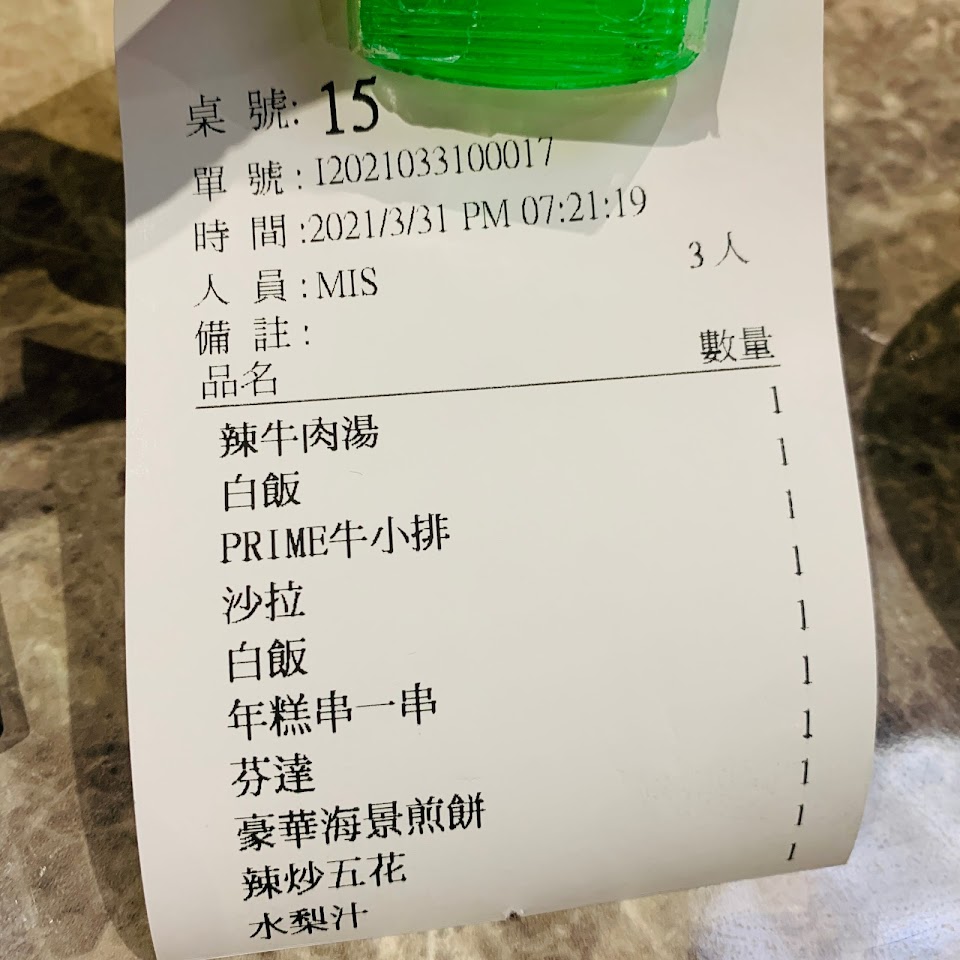 桌 號: 15
單 號 : I2021033100017
時 間 :2021/3/31 PM 07:21:19
人 員 : MIS 3 人
備 註 :
品名 數量
辣牛肉湯 1
白飯 1
PRIME牛小排 1
沙拉 1
白飯 1
年糕串一串 1
芬達 1
豪華海景煎餅 1
辣炒五花 1
水梨汁 1